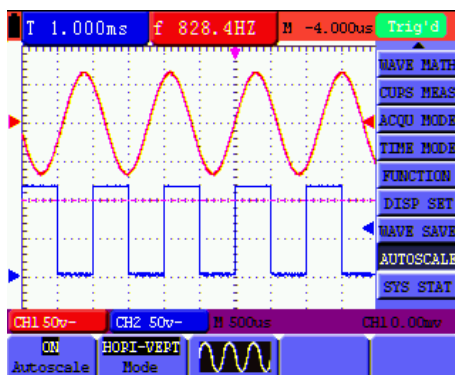 T 1.000ms f 828.4HZ M -4.000us Trig'd
WAVE MATH
CURS MEAS
ACQU MODE
TIME MODE
FUNCTION
DISP SET
WAVE SAVE
AUTOSCALE
SYS STAT
CH1 50v~ CH2 50v~ M 500us CH1 0.00mv
ON HORI-VERT
Autoscale Mode